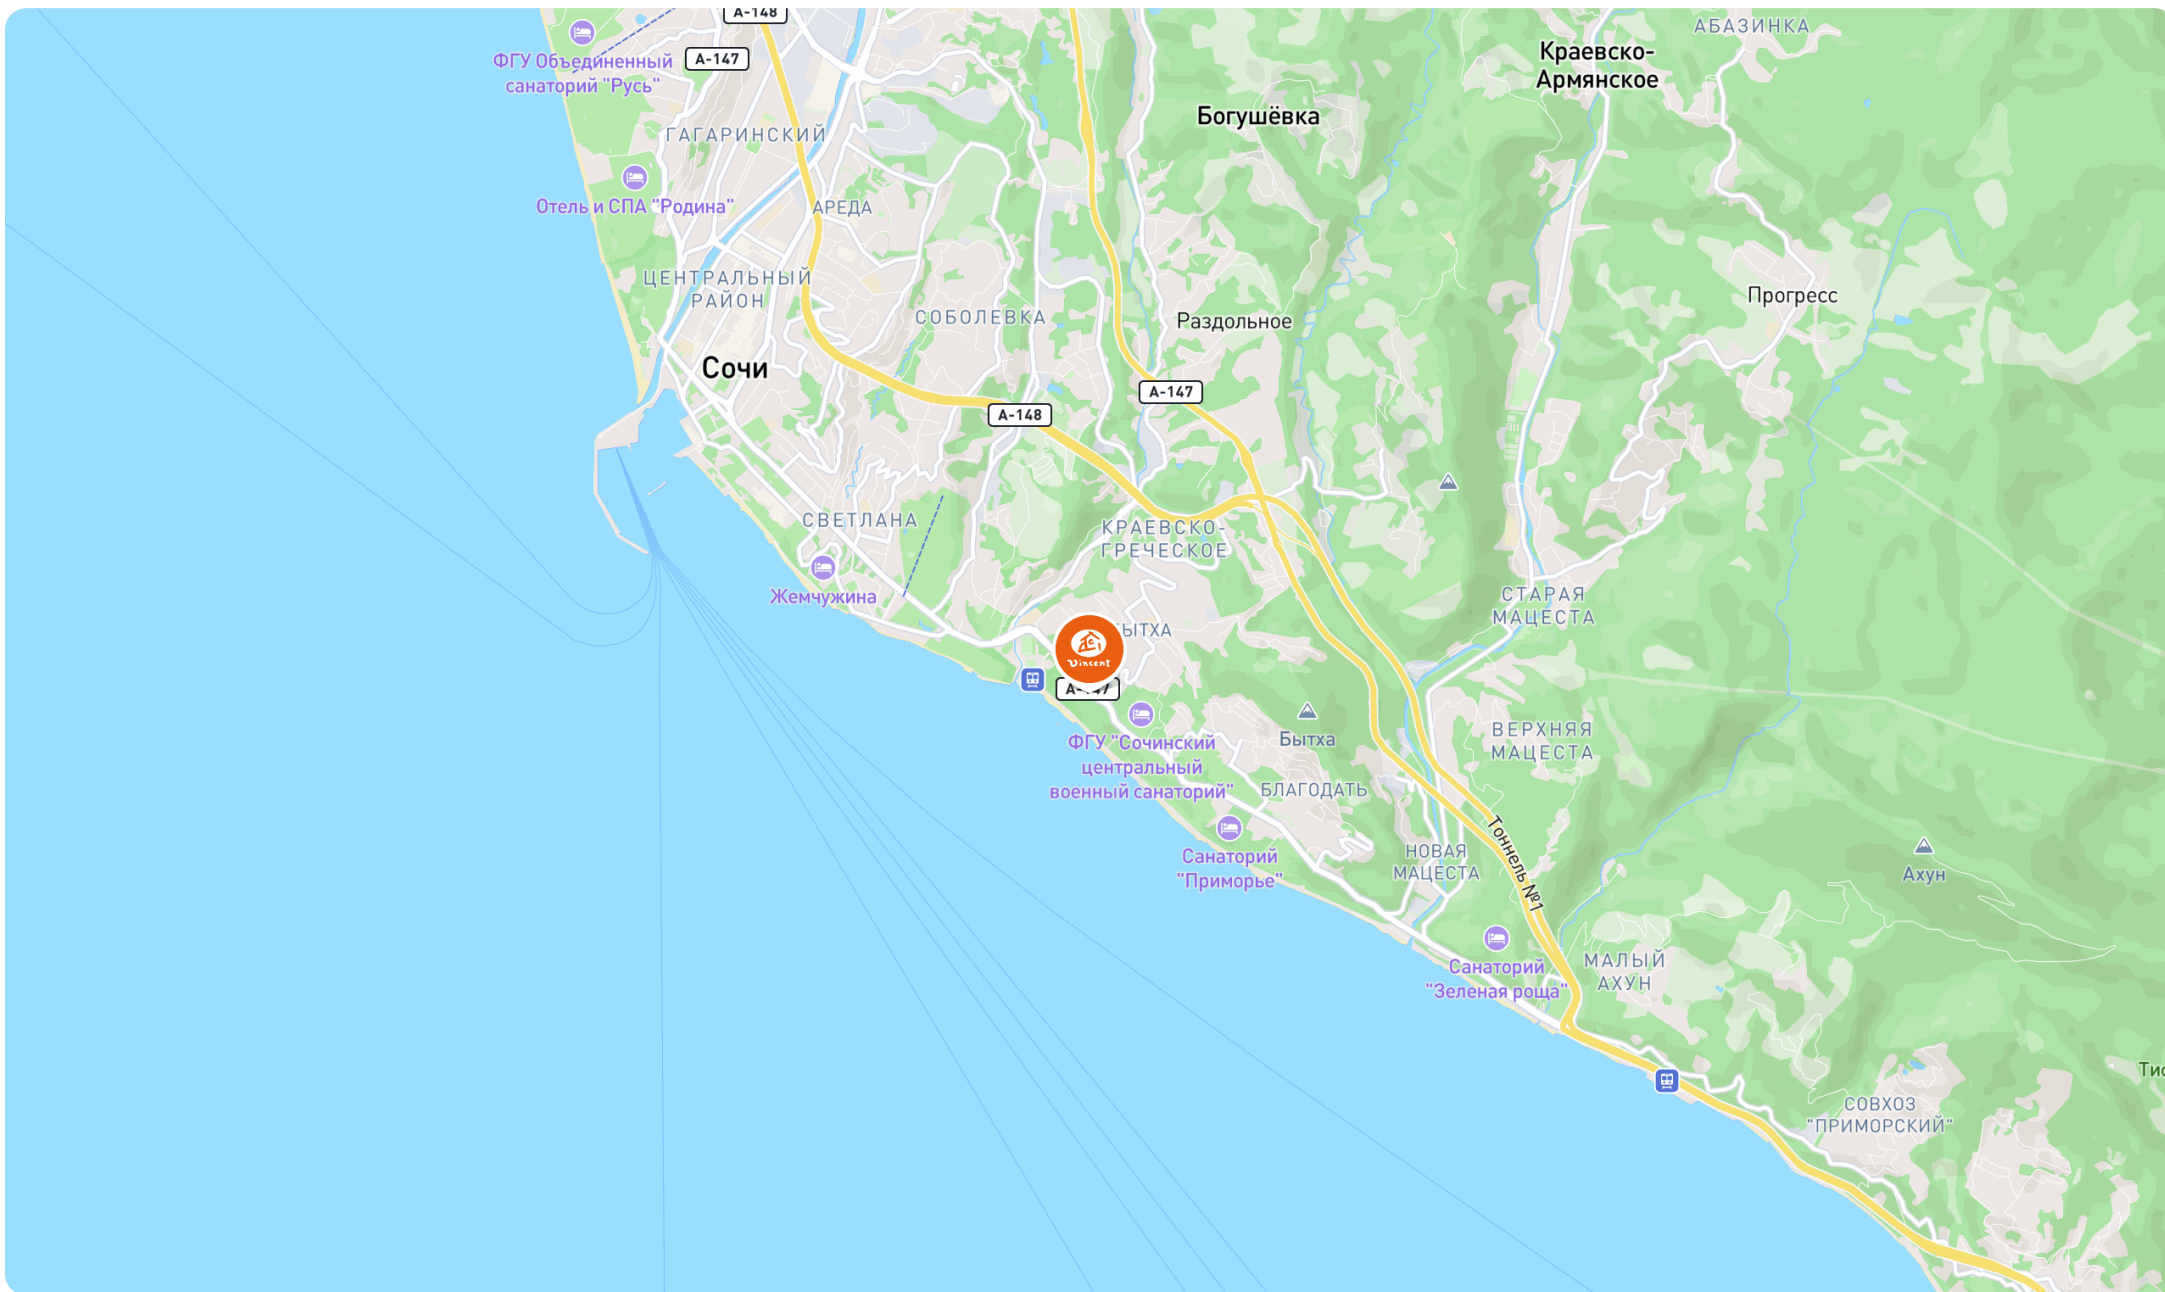 А-148
ФГУ Объединенный
санаторий "Русь"
А-147
АБАЗИНКА
Краевско-
Армянское
Богушёвка
ГАГАРИНСКИЙ
Отель и СПА "Родина"
АРЕДА
ЦЕНТРАЛЬНЫЙ
РАЙОН
СОБОЛЕВКА
Раздольное
Прогресс
Сочи
А-147
А-148
СВЕТЛАНА
КРАЕВСКО-
ГРЕЧЕСКОЕ
Жемчужина
СТАРАЯ
МАЦЕСТА
ЫТХА
Vincent
А-147
ФГУ "Сочинский
центральный
военный санаторий"
Бытха
ВЕРХНЯЯ
МАЦЕСТА
БЛАГОДАТЬ
Тоннель №1
Санаторий
"Приморье"
НОВАЯ
МАЦЕСТА
Ахун
Санаторий
"Зеленая роща"
МАЛЫЙ
АХУН
Тис
СОВХОЗ
"ПРИМОРСКИЙ"